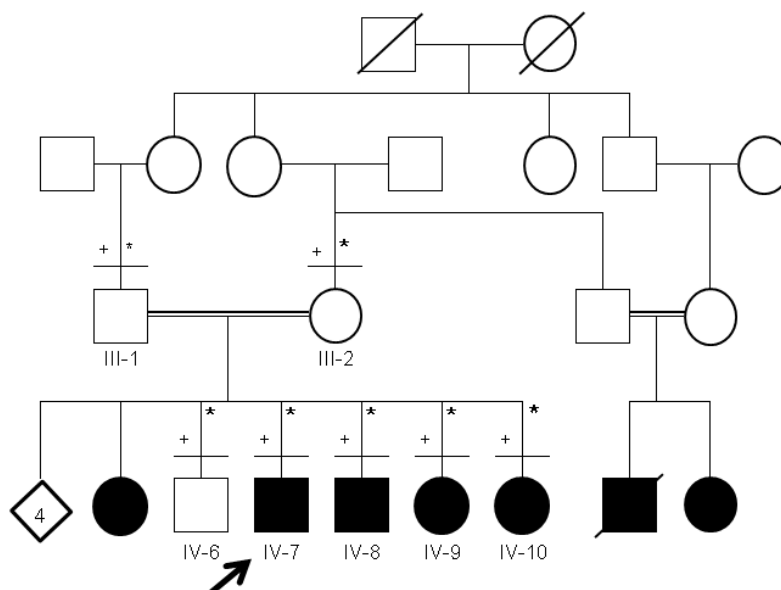 + * + *
III-1 III-2
* * * * *
+ + + + +
4
IV-6 IV-7 IV-8 IV-9 IV-10